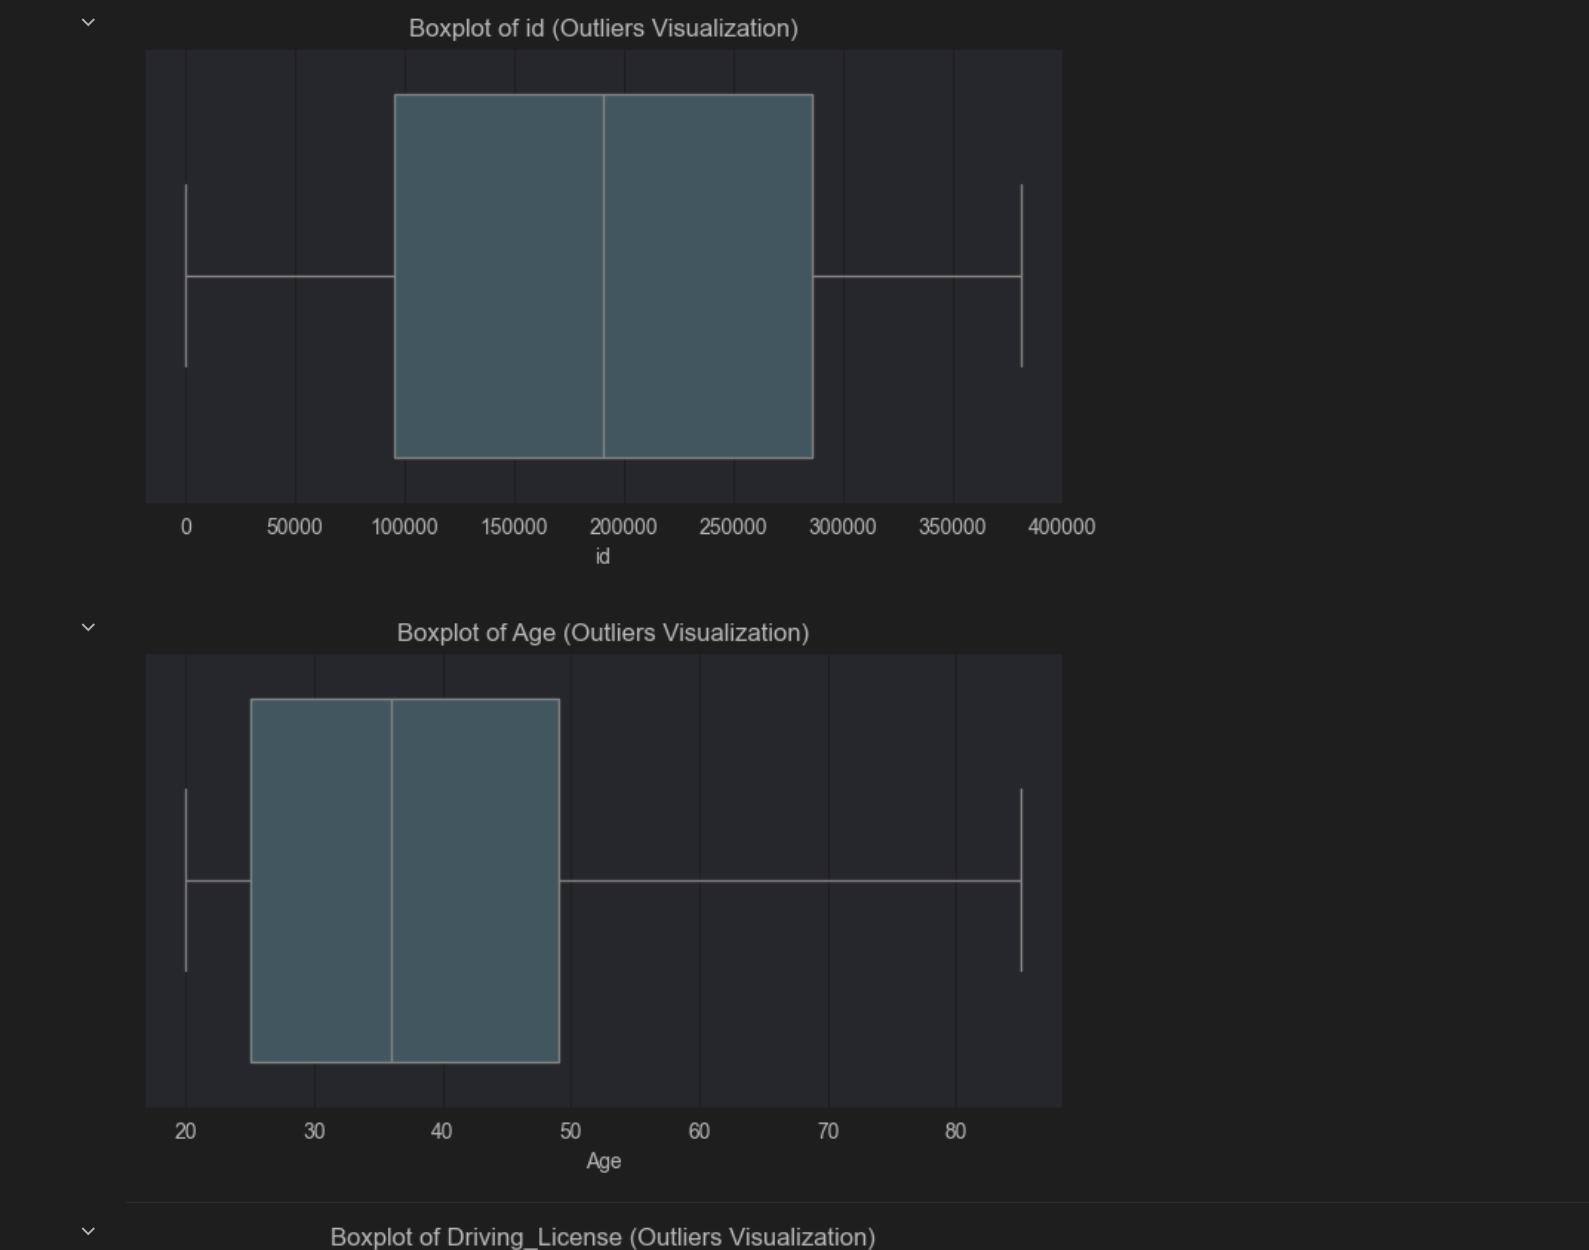 Boxplot of id (Outliers Visualization)
0 50000 100000 150000 200000 250000 300000 350000 400000
id
Boxplot of Age (Outliers Visualization)
20 30 40 50 60 70 80
Age
Boxplot of Driving_License (Outliers Visualization)